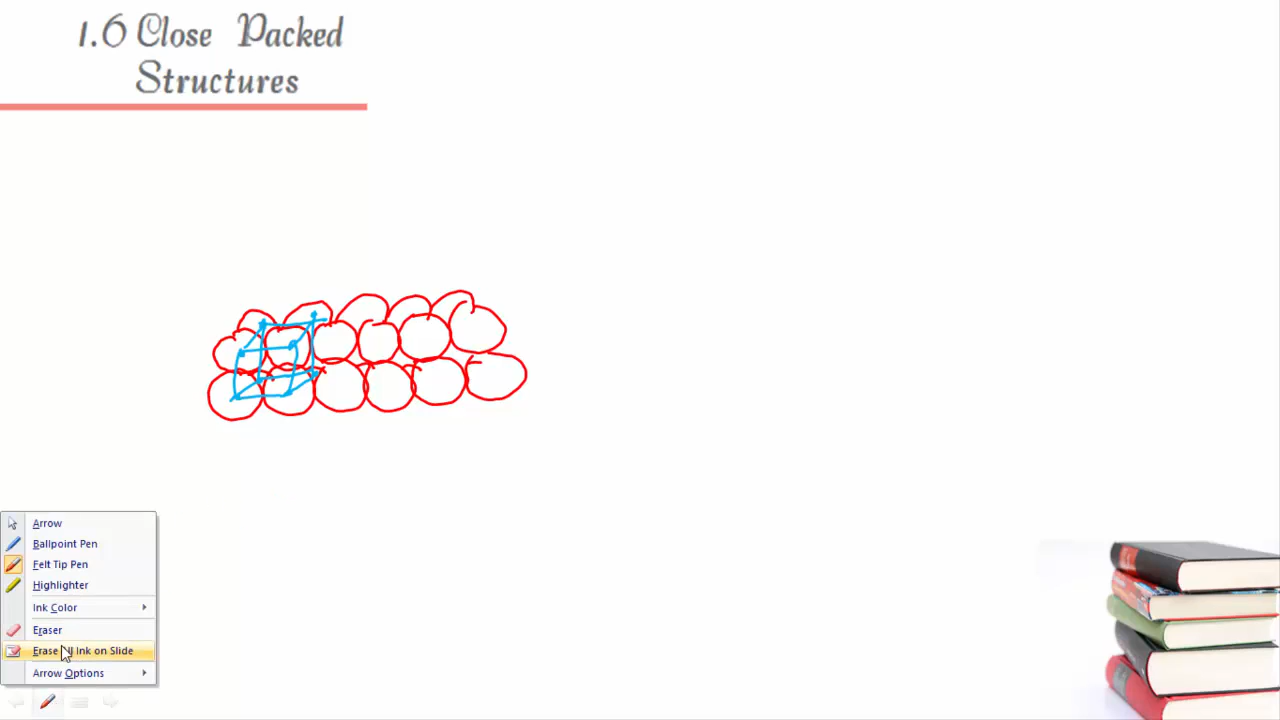 1.6 Close Packed
Structures
Arrow
Ballpoint Pen
Felt Tip Pen
Highlighter
Ink Color
Eraser
Erase All Ink on Slide
Arrow Options